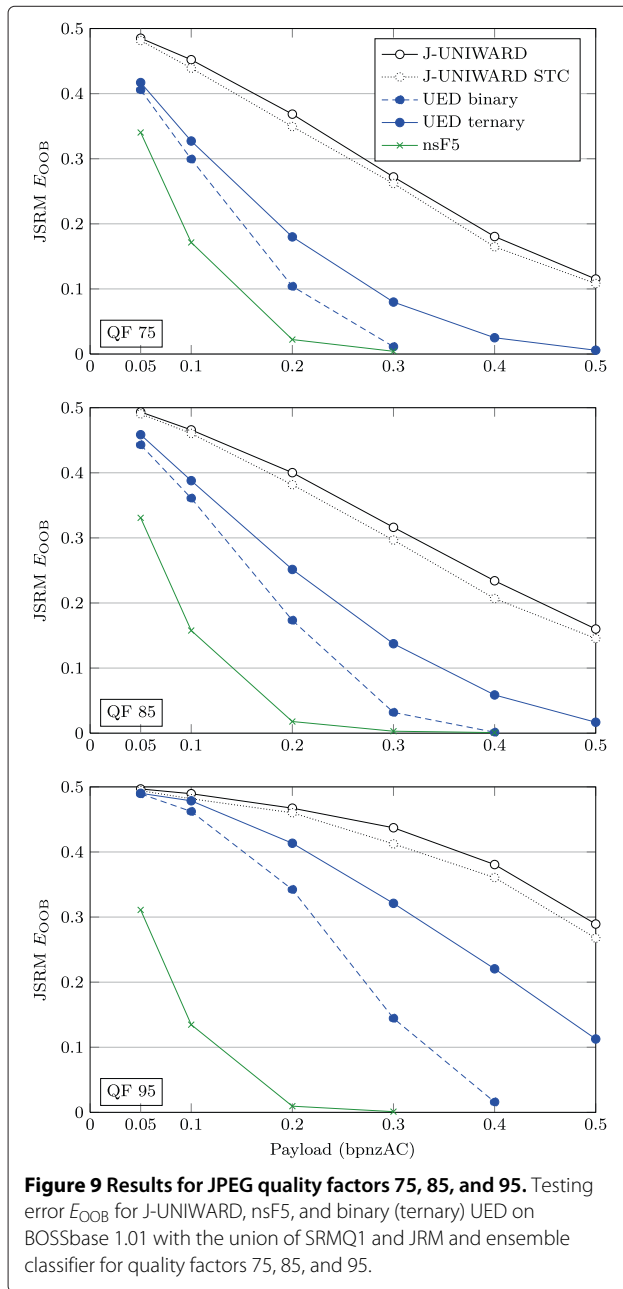 0.5
0.4
0.3
0.2
0.1
0
JSRM EOOB
J-UNIWARD
J-UNIWARD STC
UED binary
UED ternary
nsF5
QF 75
0 0.05 0.1 0.2 0.3 0.4 0.5
0.5
0.4
0.3
0.2
0.1
0
JSRM EOOB
QF 85
0 0.05 0.1 0.2 0.3 0.4 0.5
0.5
0.4
0.3
0.2
0.1
0
JSRM EOOB
QF 95
0 0.05 0.1 0.2 0.3 0.4 0.5
Payload (bpnzAC)
Figure 9 Results for JPEG quality factors 75, 85, and 95. Testing
error EOOB for J-UNIWARD, nsF5, and binary (ternary) UED on
BOSSbase 1.01 with the union of SRMQ1 and JRM and ensemble
classifier for quality factors 75, 85, and 95.